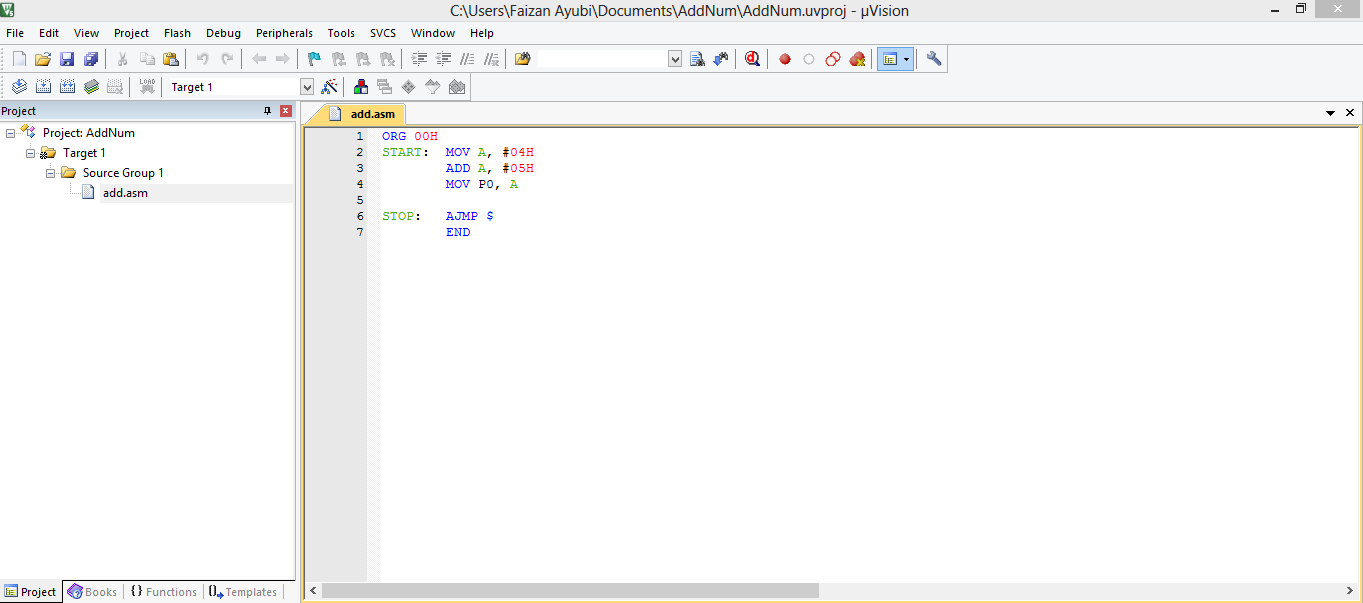 C:\Users\Faizan Ayubi\Documents\AddNum\AddNum.uvproj - µVision
File Edit View Project Flash Debug Peripherals Tools SVCS Window Help
LOAD Target 1
Project
Project: AddNum
Target 1
Source Group 1
add.asm
Project Books {} Functions 0 Templates
add.asm
1 ORG 00H
2 START: MOV A, #04H
3 ADD A, #05H
4 MOV P0, A
5
6 STOP: AJMP $
7 END